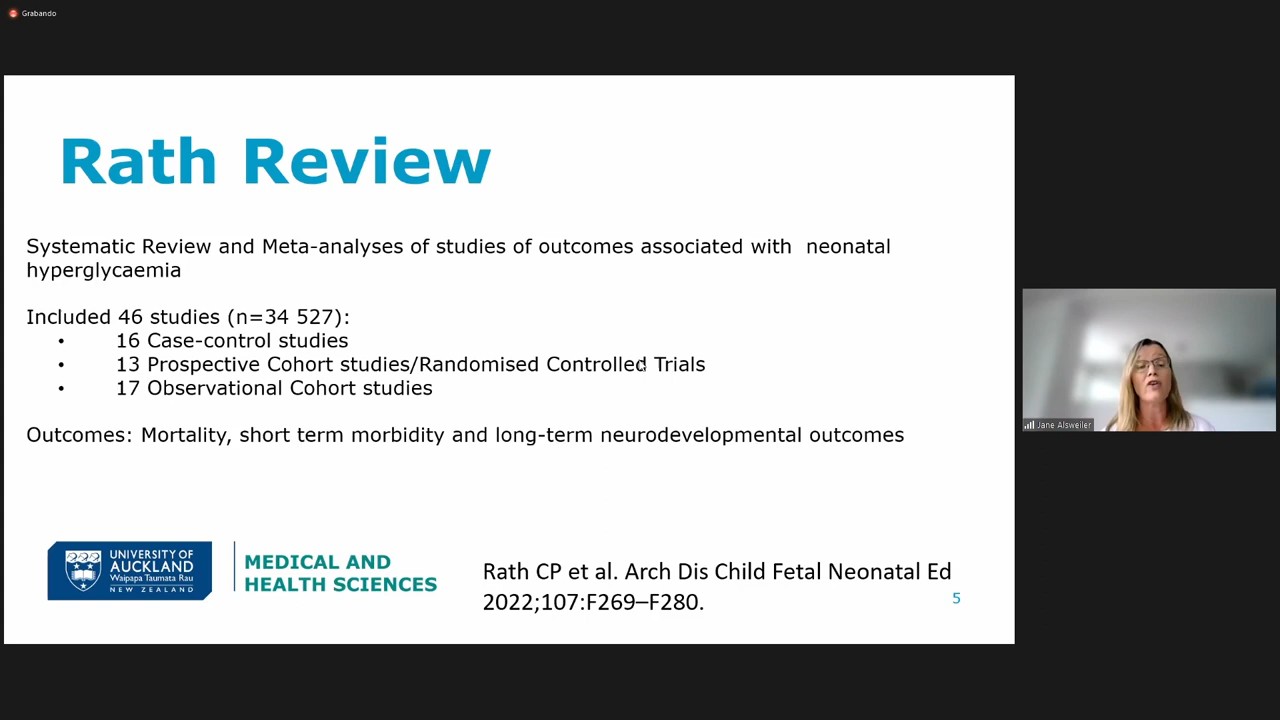 Grabando
Rath Review
Systematic Review and Meta-analyses of studies of outcomes associated with neonatal
hyperglycaemia
Included 46 studies (n=34 527):
• 16 Case-control studies
• 13 Prospective Cohort studies/Randomised Controlled Trials
• 17 Observational Cohort studies
Outcomes: Mortality, short term morbidity and long-term neurodevelopmental outcomes
UNIVERSITY OF
AUCKLAND
Waipapa Taumata Rau
NEW ZEALAND
MEDICAL AND
HEALTH SCIENCES
Rath CP et al. Arch Dis Child Fetal Neonatal Ed
2022;107:F269–F280.
5
Jane Alsweiler